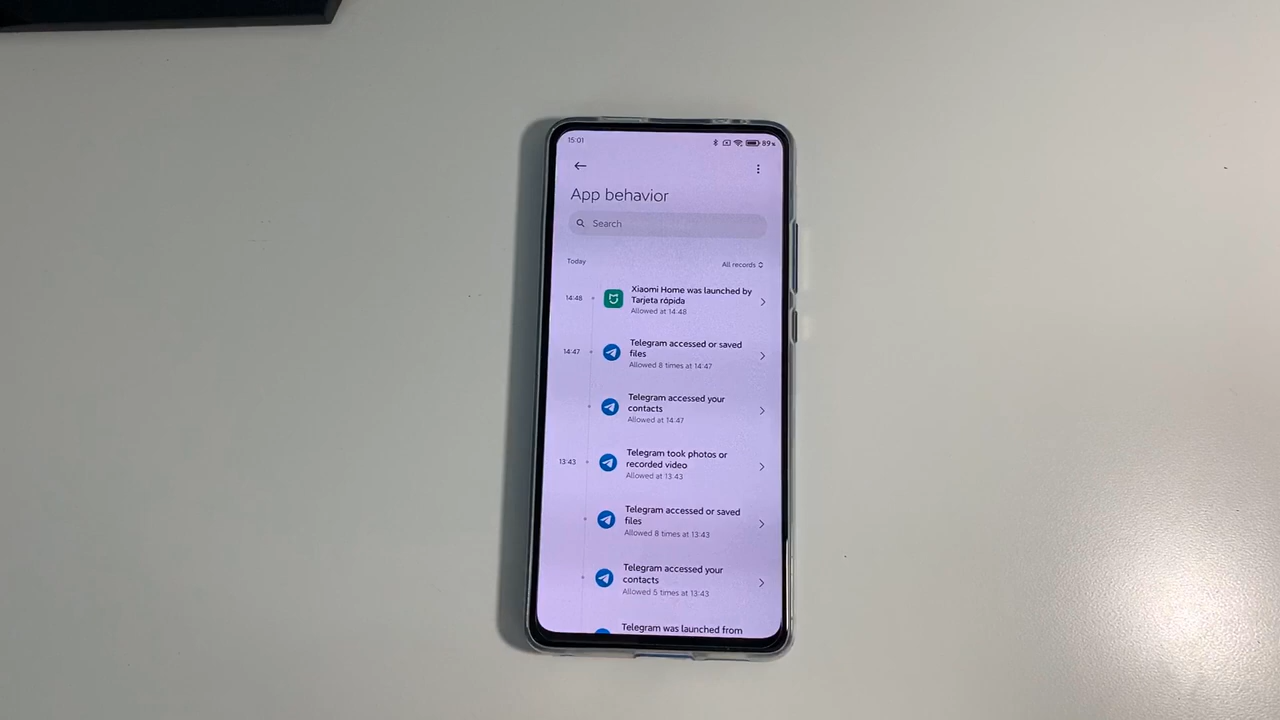 15:01
89%
App behavior
Search
Today
All records
14:48
Xiaomi Home was launched by
Tarjeta rápida
Allowed at 14:48
14:47
Telegram accessed or saved
files
Allowed 8 times at 14:47
Telegram accessed your
contacts
Allowed at 14:47
13:43
Telegram took photos or
recorded video
Allowed at 13:43
Telegram accessed or saved
files
Allowed 8 times at 13:43
Telegram accessed your
contacts
Allowed 5 times at 13:43
Telegram was launched from